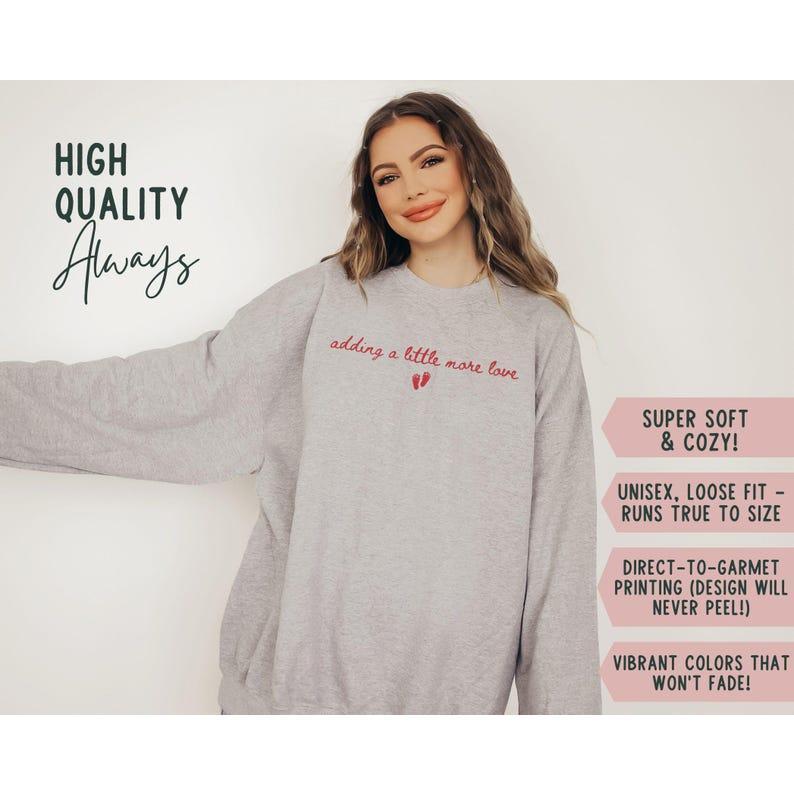 HIGH
QUALITY
Always
adding a little more love
SUPER SOFT
& COZY!
UNISEX, LOOSE FIT -
RUNS TRUE TO SIZE
DIRECT-TO-GARMET
PRINTING (DESIGN WILL
NEVER PEEL!)
VIBRANT COLORS THAT
WON'T FADE!